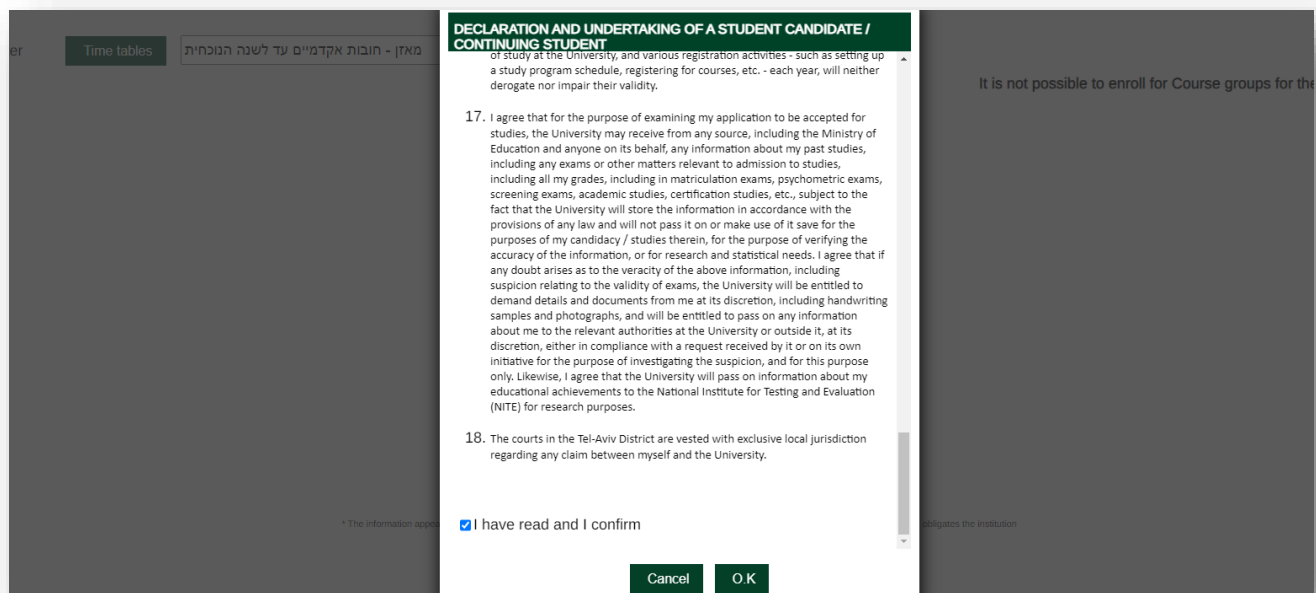 DECLARATION AND UNDERTAKING OF A STUDENT CANDIDATE /
CONTINUING STUDENT
er
Time tables
מאזן - חובות אקדמיים עד לשנה הנוכחית
It is not possible to enroll for Course groups for the
of study at the University, and various registration activities - such as setting up
a study program schedule, registering for courses, etc. - each year, will neither
derogate nor impair their validity.
17. I agree that for the purpose of examining my application to be accepted for
studies, the University may receive from any source, including the Ministry of
Education and anyone on its behalf, any information about my past studies,
including any exams or other matters relevant to admission to studies,
including all my grades, including in matriculation exams, psychometric exams,
screening exams, academic studies, certification studies, etc., subject to the
fact that the University will store the information in accordance with the
provisions of any law and will not pass it on or make use of it save for the
purposes of my candidacy / studies therein, for the purpose of verifying the
accuracy of the information, or for research and statistical needs. I agree that if
any doubt arises as to the veracity of the above information, including
suspicion relating to the validity of exams, the University will be entitled to
demand details and documents from me at its discretion, including handwriting
samples and photographs, and will be entitled to pass on any information
about me to the relevant authorities at the University or outside it, at its
discretion, either in compliance with a request received by it or on its own
initiative for the purpose of investigating the suspicion, and for this purpose
only. Likewise, I agree that the University will pass on information about my
educational achievements to the National Institute for Testing and Evaluation
(NITE) for research purposes.
18. The courts in the Tel-Aviv District are vested with exclusive local jurisdiction
regarding any claim between myself and the University.
* The information appe
obligates the institution
I have read and I confirm
Cancel
O.K